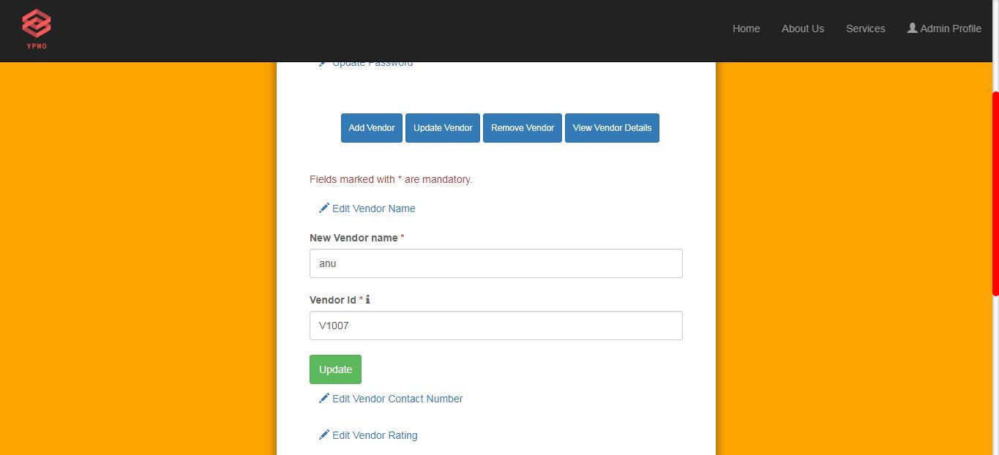 YPWO
Home About Us Services Admin Profile
Update Password
Add Vendor Update Vendor Remove Vendor View Vendor Details
Fields marked with * are mandatory.
Edit Vendor Name
New Vendor name *
anu
Vendor Id * i
V1007
Update
Edit Vendor Contact Number
Edit Vendor Rating